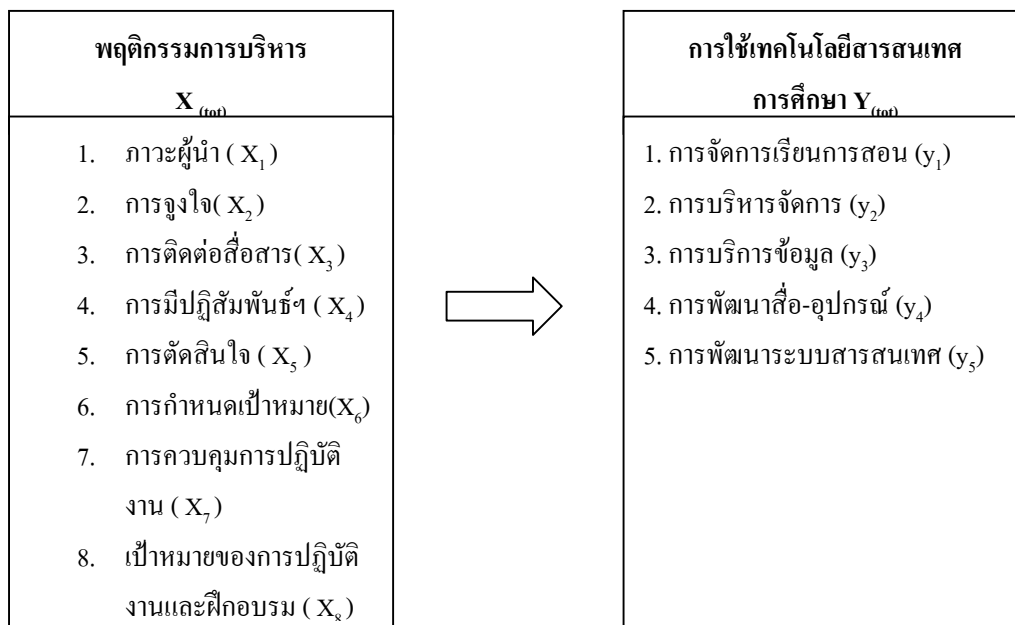 พฤติกรรมการบริหาร
X (tot)
1. ภาวะผู้นำ ( X1 )
2. การจูงใจ( X2 )
3. การติดต่อสื่อสาร( X3 )
4. การมีปฏิสัมพันธ์ฯ ( X4 )
5. การตัดสินใจ ( X5 )
6. การกำหนดเป้าหมาย(X6)
7. การควบคุมการปฏิบัติ
งาน ( X7 )
8. เป้าหมายของการปฏิบัติ
งานและฝึกอบรม ( X8 )
การใช้เทคโนโลยีสารสนเทศ
การศึกษา Y(tot)
1. การจัดการเรียนการสอน (y1)
2. การบริหารจัดการ (y2)
3. การบริการข้อมูล (y3)
4. การพัฒนาสื่อ-อุปกรณ์ (y4)
5. การพัฒนาระบบสารสนเทศ (y5)